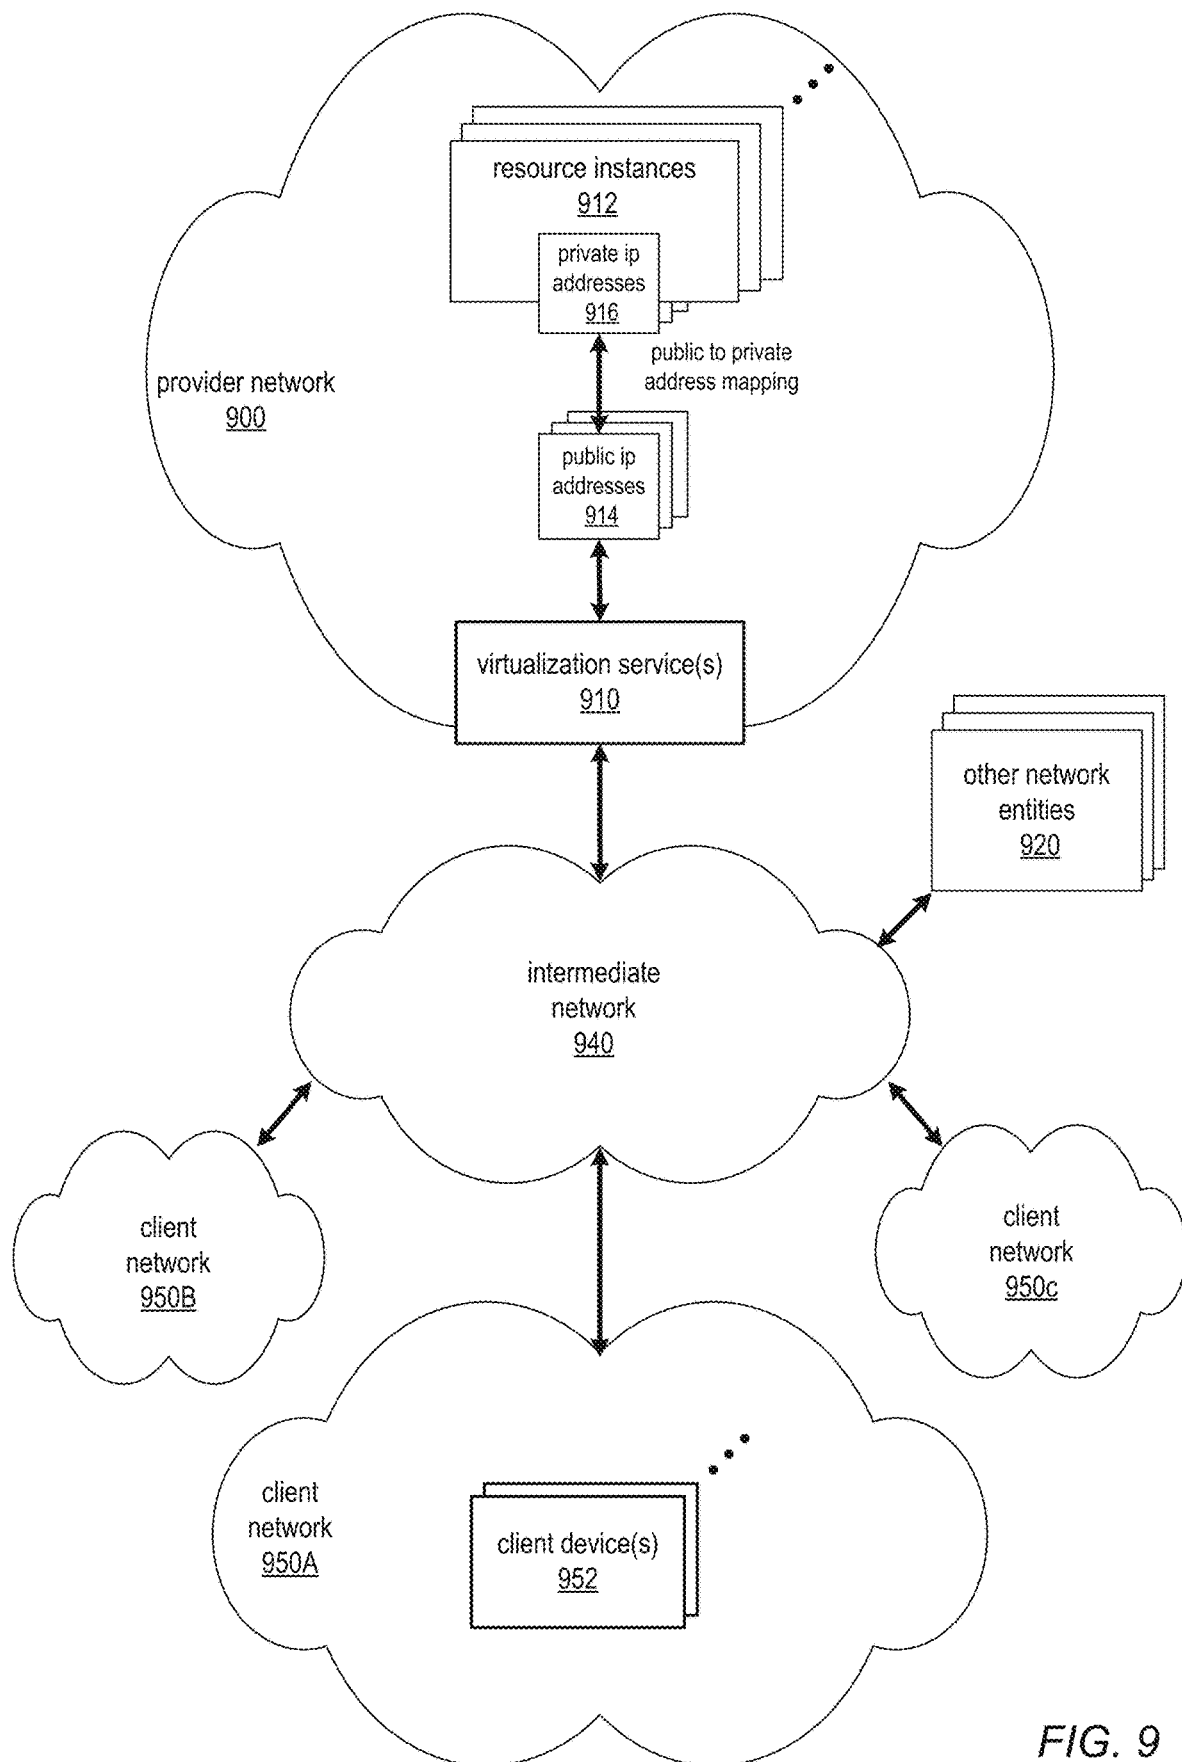 resource instances
912
private ip
addresses
916
public to private
address mapping
provider network
900
public ip
addresses
914
virtualization service(s)
910
other network
entities
920
intermediate
network
940
client
network
950B
client
network
950c
client
network
950A
client device(s)
952
FIG. 9